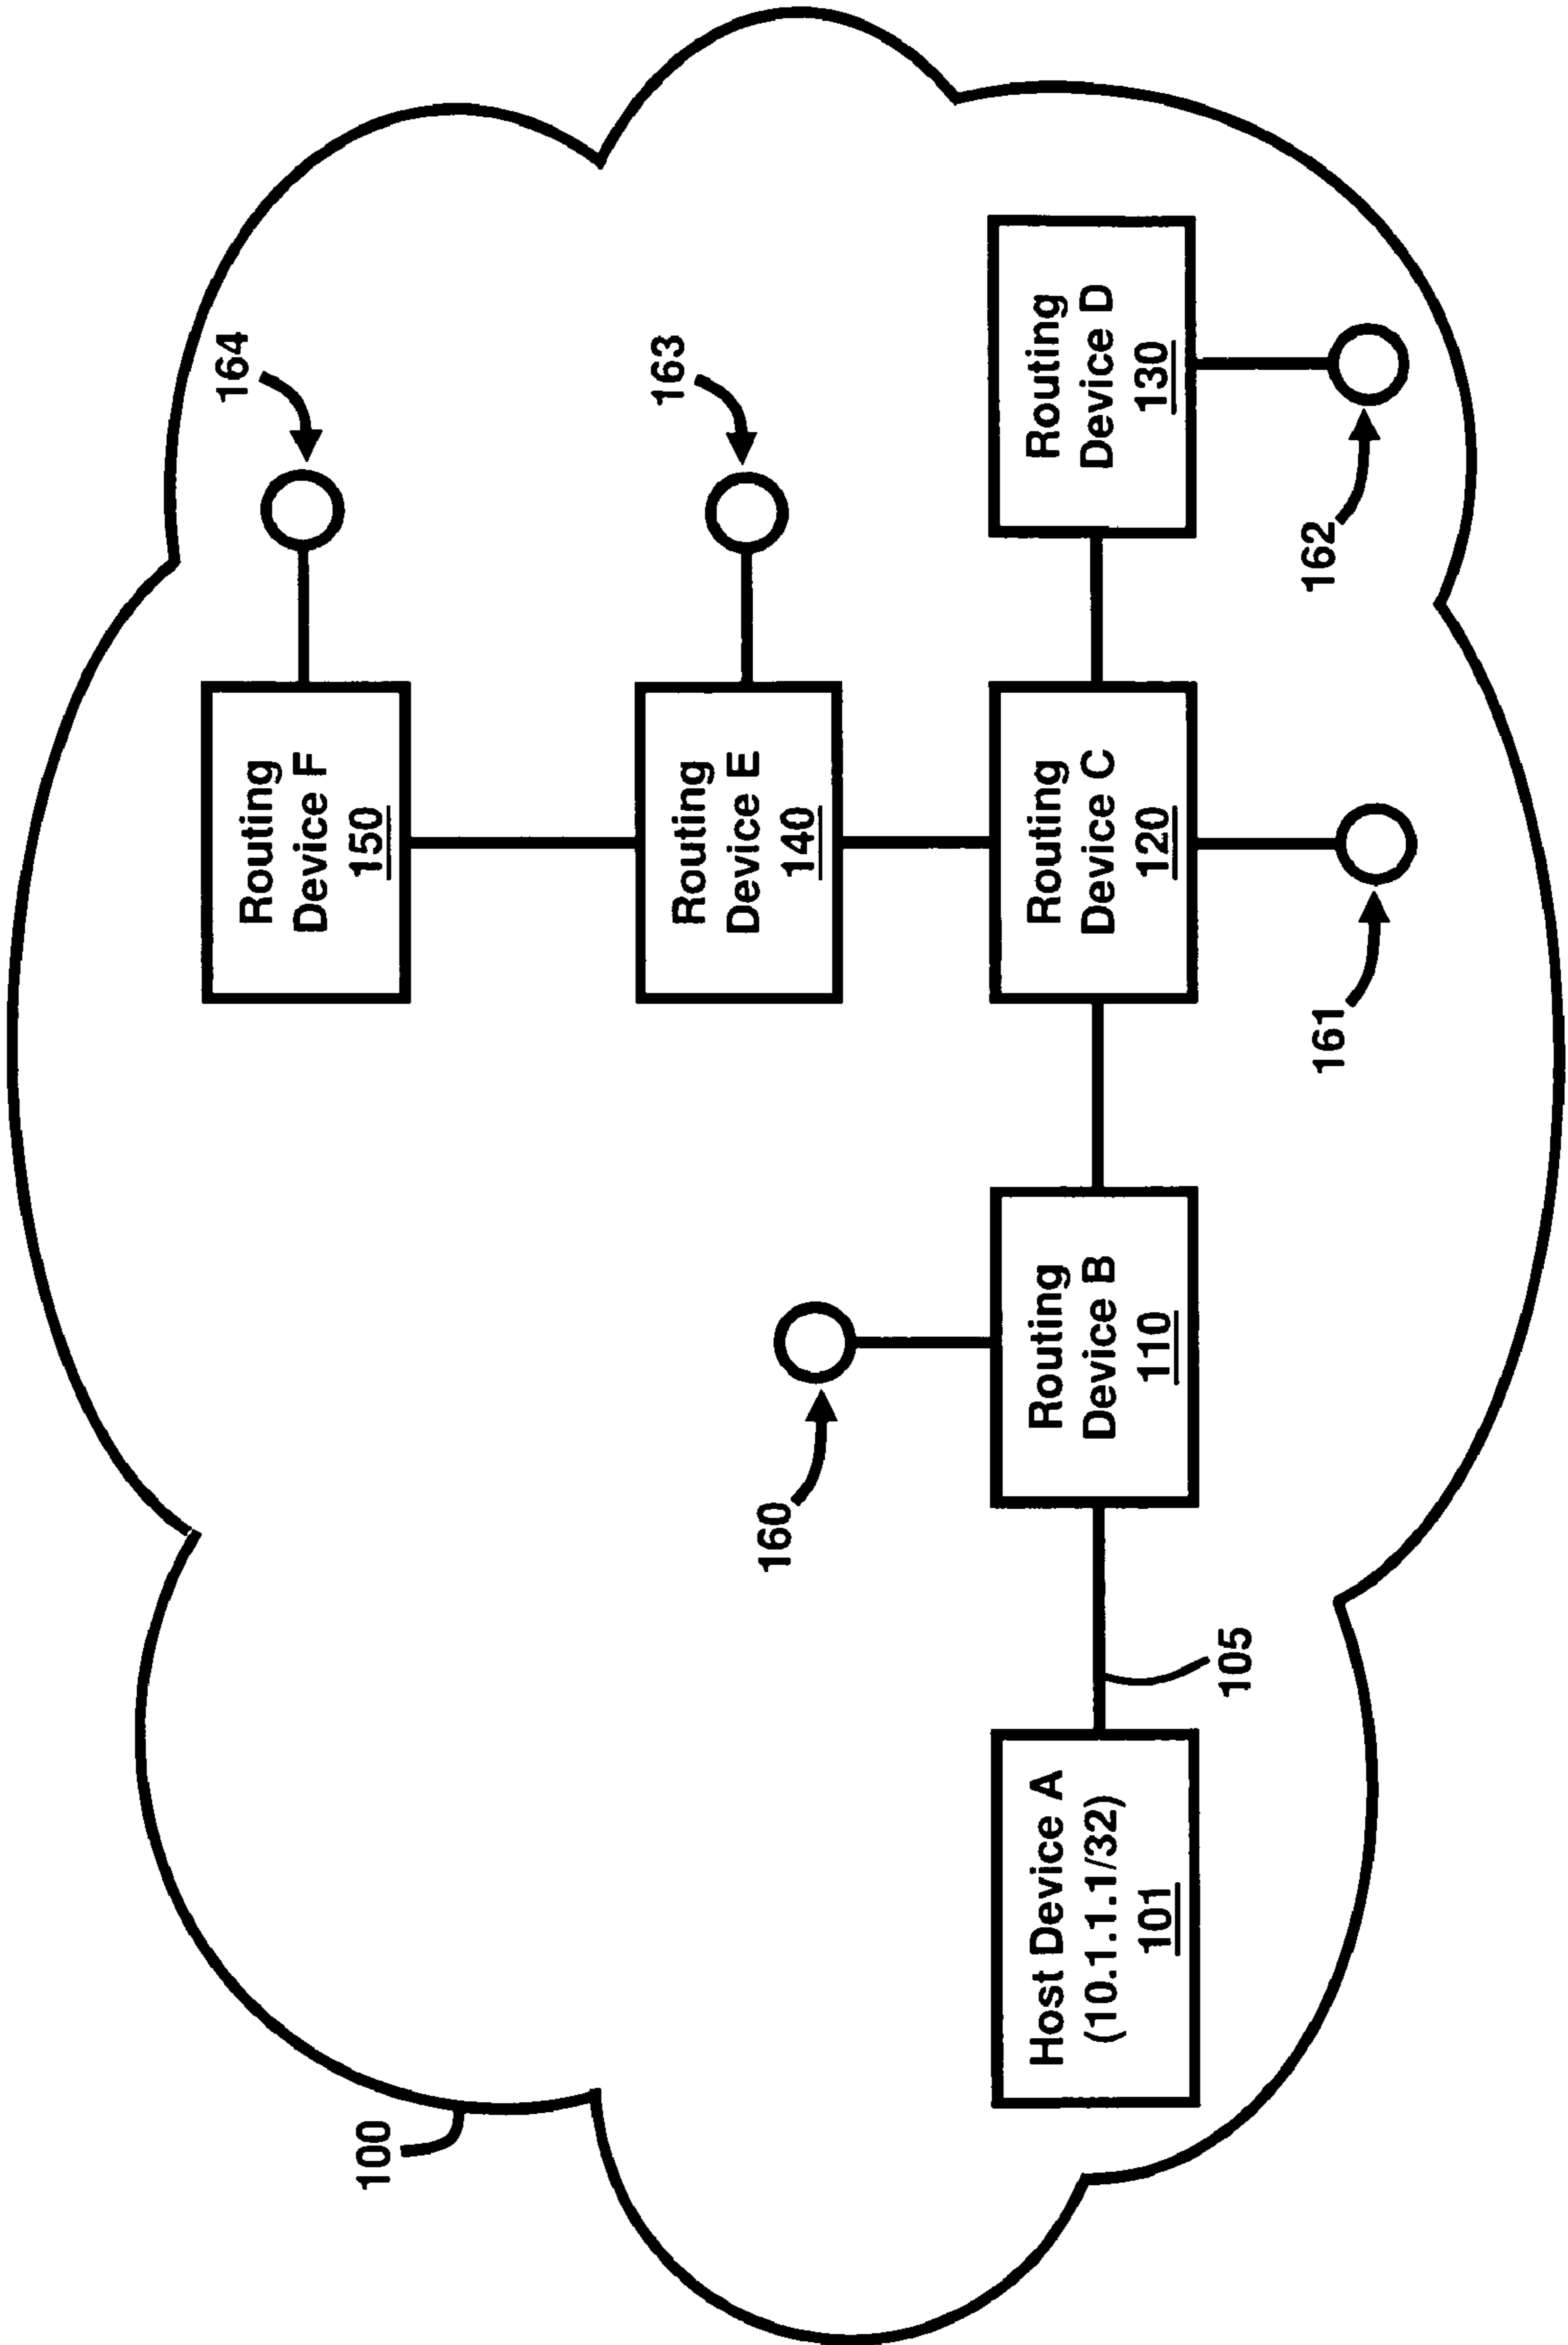 164
Routing
Device F
150
163
Routing
Device E
140
160
Routing
Device D
130
Routing
Device C
120
Routing
Device B
110
Host Device A
(10.1.1.1/32)
101
100
105
161
162